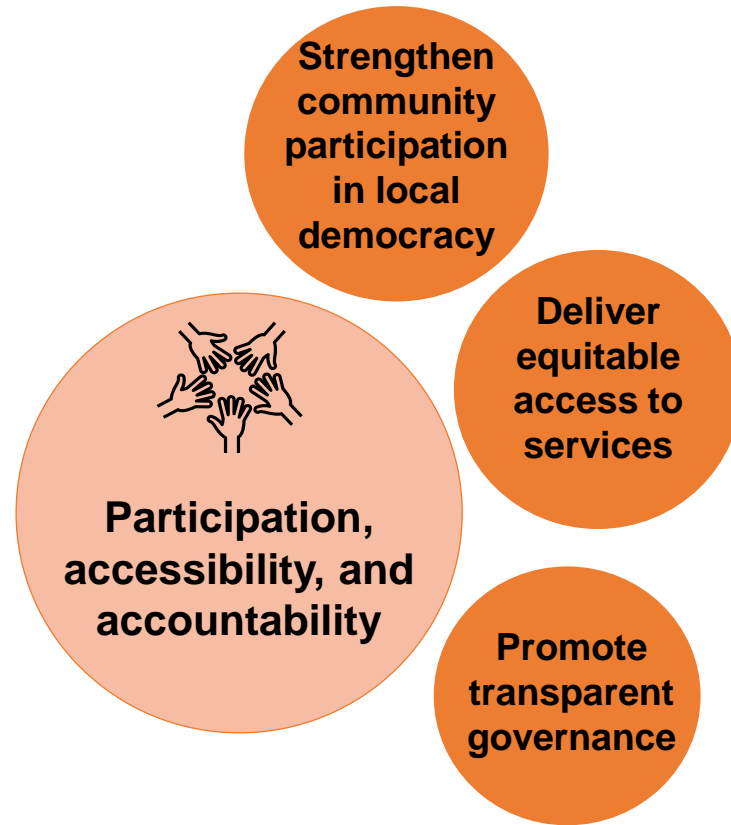 Strengthen
community
participation
in local
democracy
Deliver
equitable
access to
services
Participation,
accessibility, and
accountability
Promote
transparent
governance